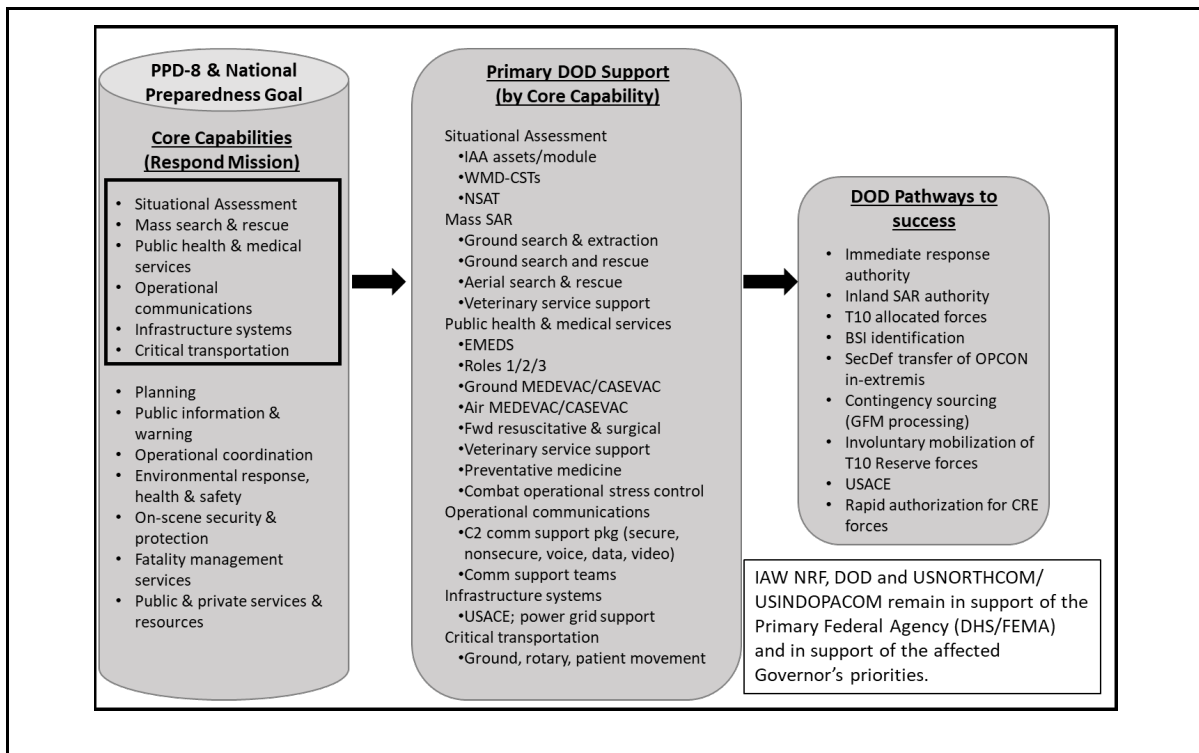 PPD-8 & National
Preparedness Goal
Core Capabilities
(Respond Mission)
• Situational Assessment
• Mass search & rescue
• Public health & medical
services
• Operational
communications
• Infrastructure systems
• Critical transportation
• Planning
• Public information &
warning
• Operational coordination
• Environmental response,
health & safety
• On-scene security &
protection
• Fatality management
services
• Public & private services &
resources
Primary DOD Support
(by Core Capability)
Situational Assessment
•IAA assets/module
•WMD-CSTs
•NSAT
Mass SAR
•Ground search & extraction
•Ground search and rescue
•Aerial search & rescue
•Veterinary service support
Public health & medical services
•EMEDS
•Roles 1/2/3
•Ground MEDEVAC/CASEVAC
•Air MEDEVAC/CASEVAC
•Fwd resuscitative & surgical
•Veterinary service support
•Preventative medicine
•Combat operational stress control
Operational communications
•C2 comm support pkg (secure,
nonsecure, voice, data, video)
•Comm support teams
Infrastructure systems
•USACE; power grid support
Critical transportation
•Ground, rotary, patient movement
DOD Pathways to
success
• Immediate response
authority
• Inland SAR authority
• T10 allocated forces
• BSI identification
• SecDef transfer of OPCON
in-extremis
• Contingency sourcing
(GFM processing)
• Involuntary mobilization of
T10 Reserve forces
• USACE
• Rapid authorization for CRE
forces
IAW NRF, DOD and USNORTHCOM/
USINDOPACOM remain in support of the
Primary Federal Agency (DHS/FEMA)
and in support of the affected
Governor's priorities.